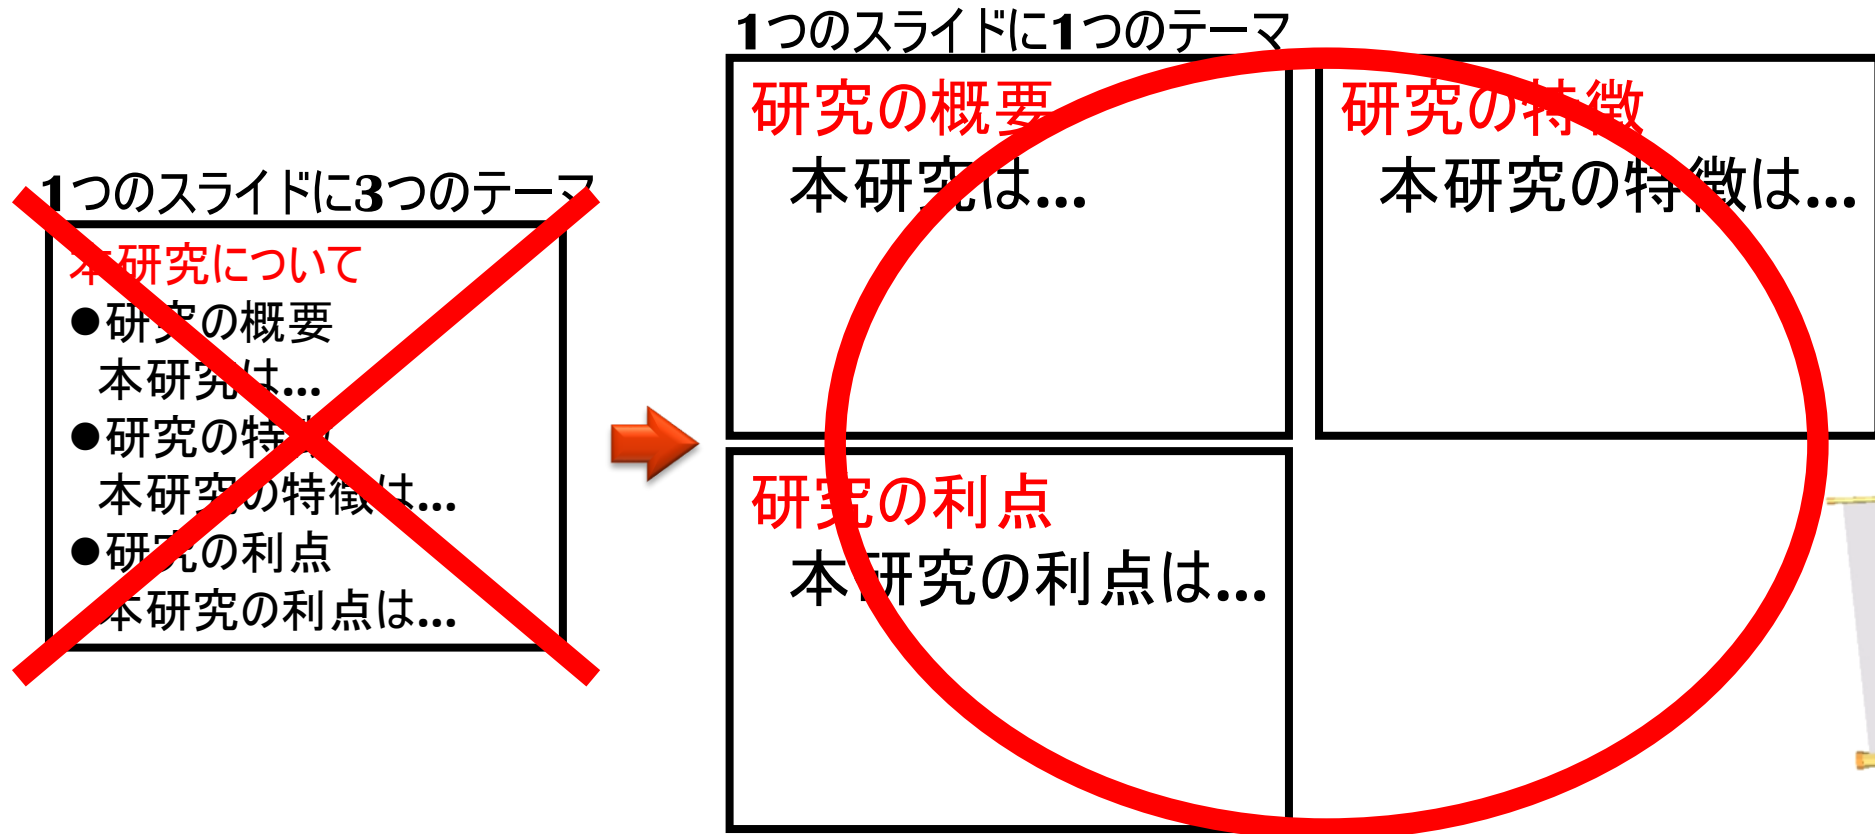 1つのスライドに3つのテーマ
本研究について
●研究の概要
本研究は...
●研究の特徴
本研究の特徴は...
●研究の利点
本研究の利点は...
1つのスライドに1つのテーマ
研究の概要
本研究は...
研究の特徴
本研究の特徴は...
研究の利点
本研究の利点は...